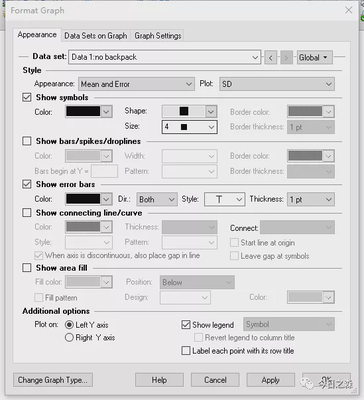 Format Graph
Appearance Data Sets on Graph Graph Settings
Data set: Data 1:no backpack Global
Style
Appearance: Mean and Error Plot: SD
Show symbols
Color: Shape: Border color:
Size: 4 Border thickness: 1 pt
Show bars/spikes/droplines
Color: Width: Border color:
Bars begin at Y = Pattern: Border thickness: 1 pt
Show error bars
Color: Dir.: Both Style: Thickness: 1 pt
Show connecting line/curve
Color: Thickness: Connect:
Style: Pattern: Start line at origin
When axis is discontinuous, also place gap in line Leave gap at symbols
Show area fill
Fill color: Position: Below
Fill pattern Design: Color:
Additional options
Plot on: Left Y axis Show legend Symbol
Right Y axis Revert legend to column title
Label each point with its row title
Change Graph Type... Help Cancel Apply OK